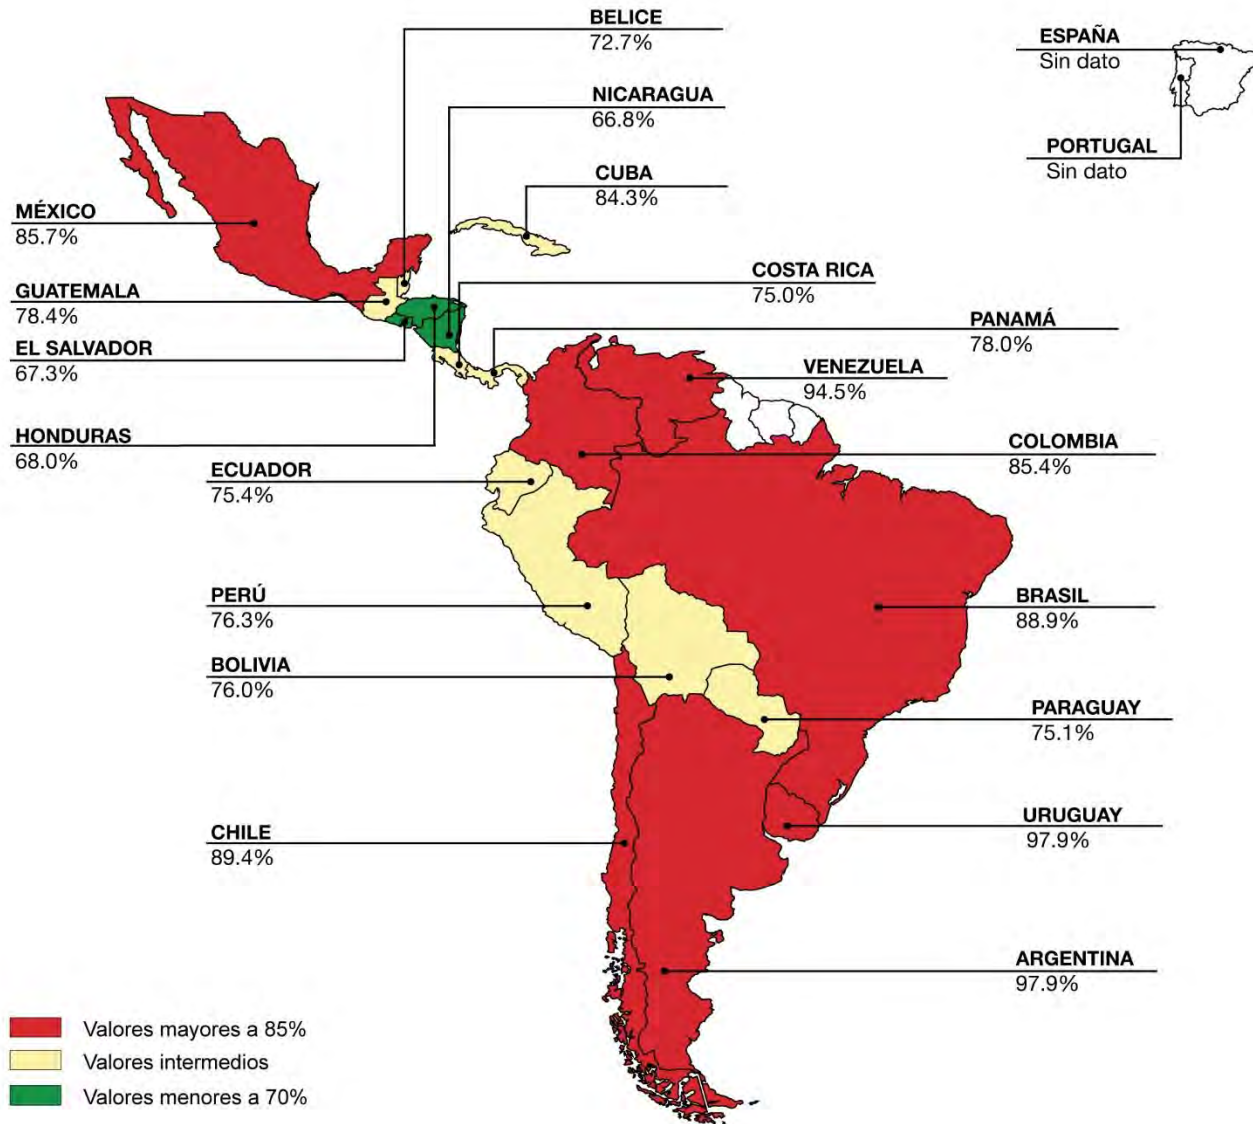 BELICE
72.7%
ESPAÑA
Sin dato
NICARAGUA
66.8%
PORTUGAL
Sin dato
CUBA
84.3%
MÉXICO
85.7%
COSTA RICA
75.0%
GUATEMALA
78.4%
PANAMÁ
78.0%
EL SALVADOR
67.3%
VENEZUELA
94.5%
HONDURAS
68.0%
COLOMBIA
85.4%
ECUADOR
75.4%
PERÚ
76.3%
BRASIL
88.9%
BOLIVIA
76.0%
PARAGUAY
75.1%
URUGUAY
97.9%
CHILE
89.4%
ARGENTINA
97.9%
Valores mayores a 85%
Valores intermedios
Valores menores a 70%